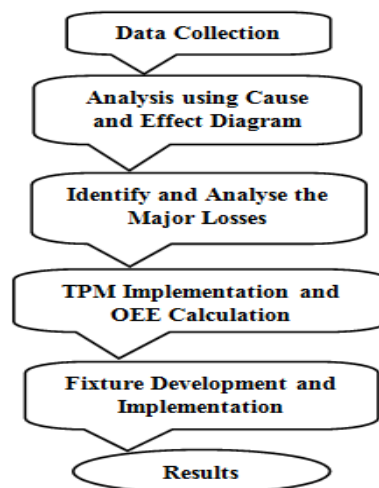 Data Collection
Analysis using Cause
and Effect Diagram
Identify and Analyse the
Major Losses
TPM Implementation and
OEE Calculation
Fixture Development and
Implementation
Results